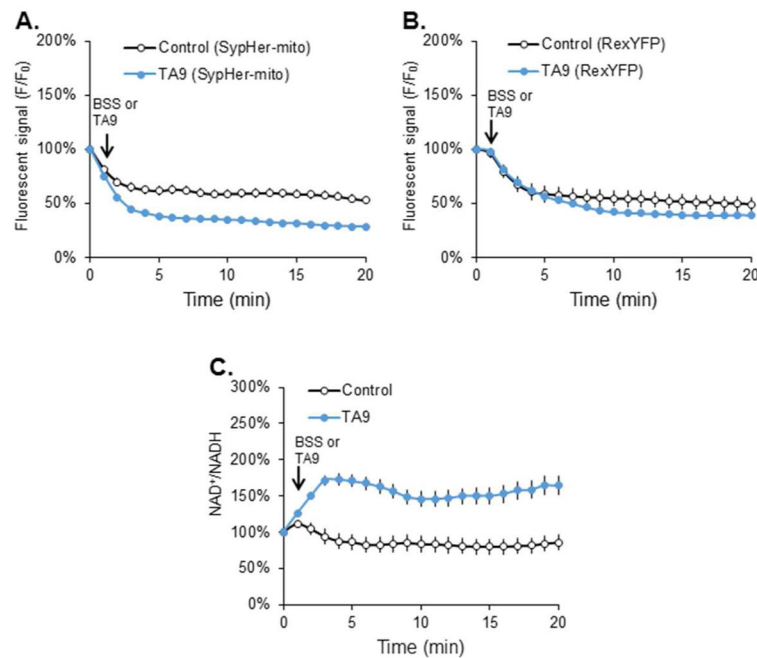 A.
200%
150%
100%
50%
0%
Fluorescent signal (F/F₀)
Control (SypHer-mito)
TA9 (SypHer-mito)
BSS or
TA9
0
5
10
15
20
Time (min)
B.
200%
150%
100%
50%
0%
Fluorescent signal (F/F₀)
Control (RexYFP)
TA9 (RexYFP)
BSS or
TA9
0
5
10
15
20
Time (min)
C.
300%
250%
200%
150%
100%
50%
0%
NAD⁺/NADH
Control
TA9
BSS or
TA9
0
5
10
15
20
Time (min)